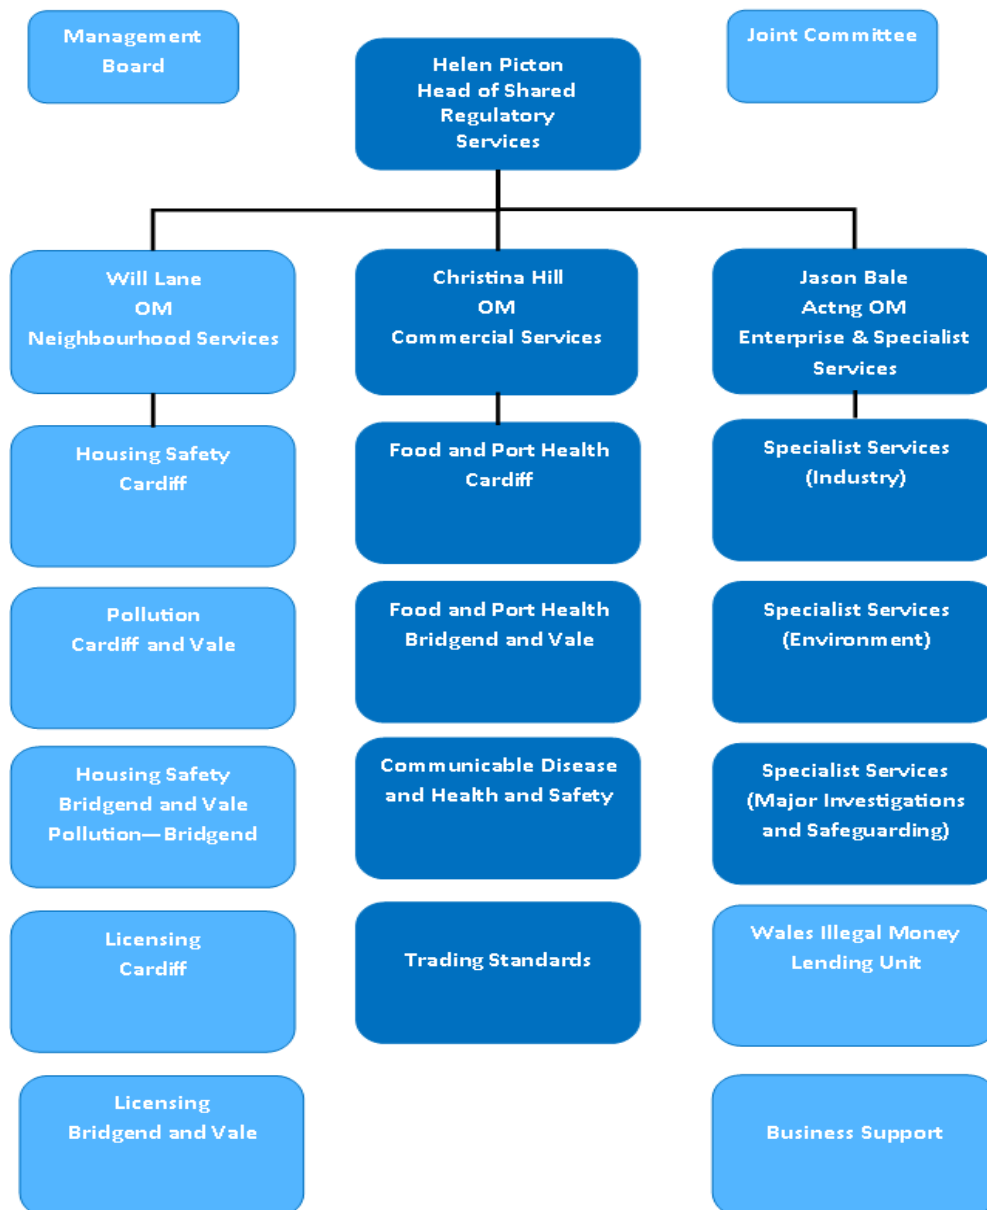 Management
Board
Joint Committee
Helen Picton
Head of Shared
Regulatory
Services
Will Lane
OM
Neighbourhood Services
Christina Hill
OM
Commercial Services
Jason Bale
Actng OM
Enterprise & Specialist
Services
Housing Safety
Cardiff
Food and Port Health
Cardiff
Specialist Services
(Industry)
Pollution
Cardiff and Vale
Food and Port Health
Bridgend and Vale
Specialist Services
(Environment)
Housing Safety
Bridgend and Vale
Pollution—Bridgend
Communicable Disease
and Health and Safety
Specialist Services
(Major Investigations
and Safeguarding)
Licensing
Cardiff
Trading Standards
Wales Illegal Money
Lending Unit
Licensing
Bridgend and Vale
Business Support